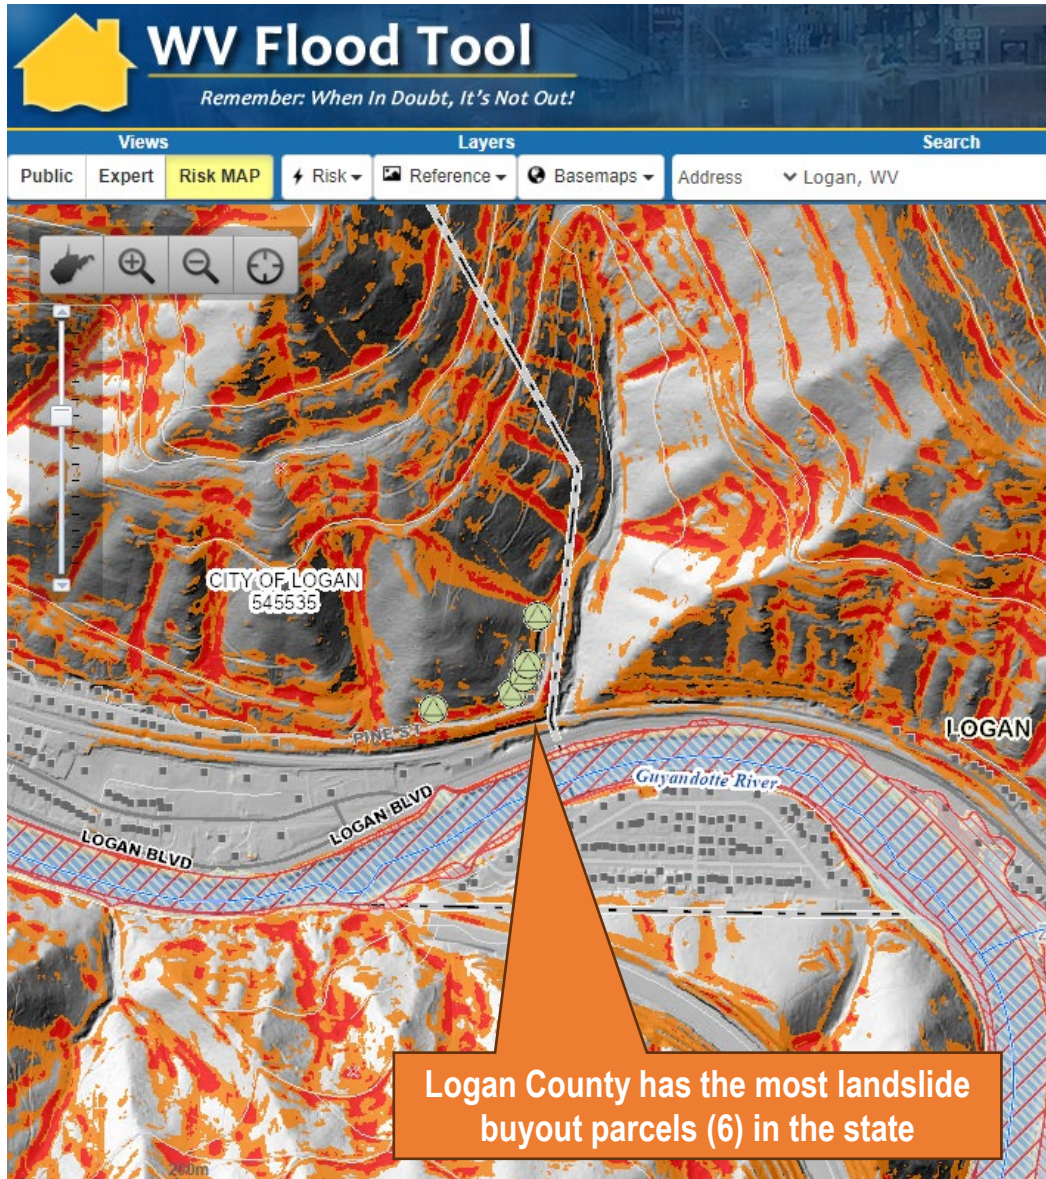 WV Flood Tool
Remember: When In Doubt, It's Not Out!
Views Layers Search
Public Expert Risk MAP Risk Reference Basemaps Address Logan, WV
CITY OF LOGAN
545535
PINE ST
LOGAN
Guyandotte River
LOGAN BLVD
LOGAN BLVD
Logan County has the most landslide
buyout parcels (6) in the state